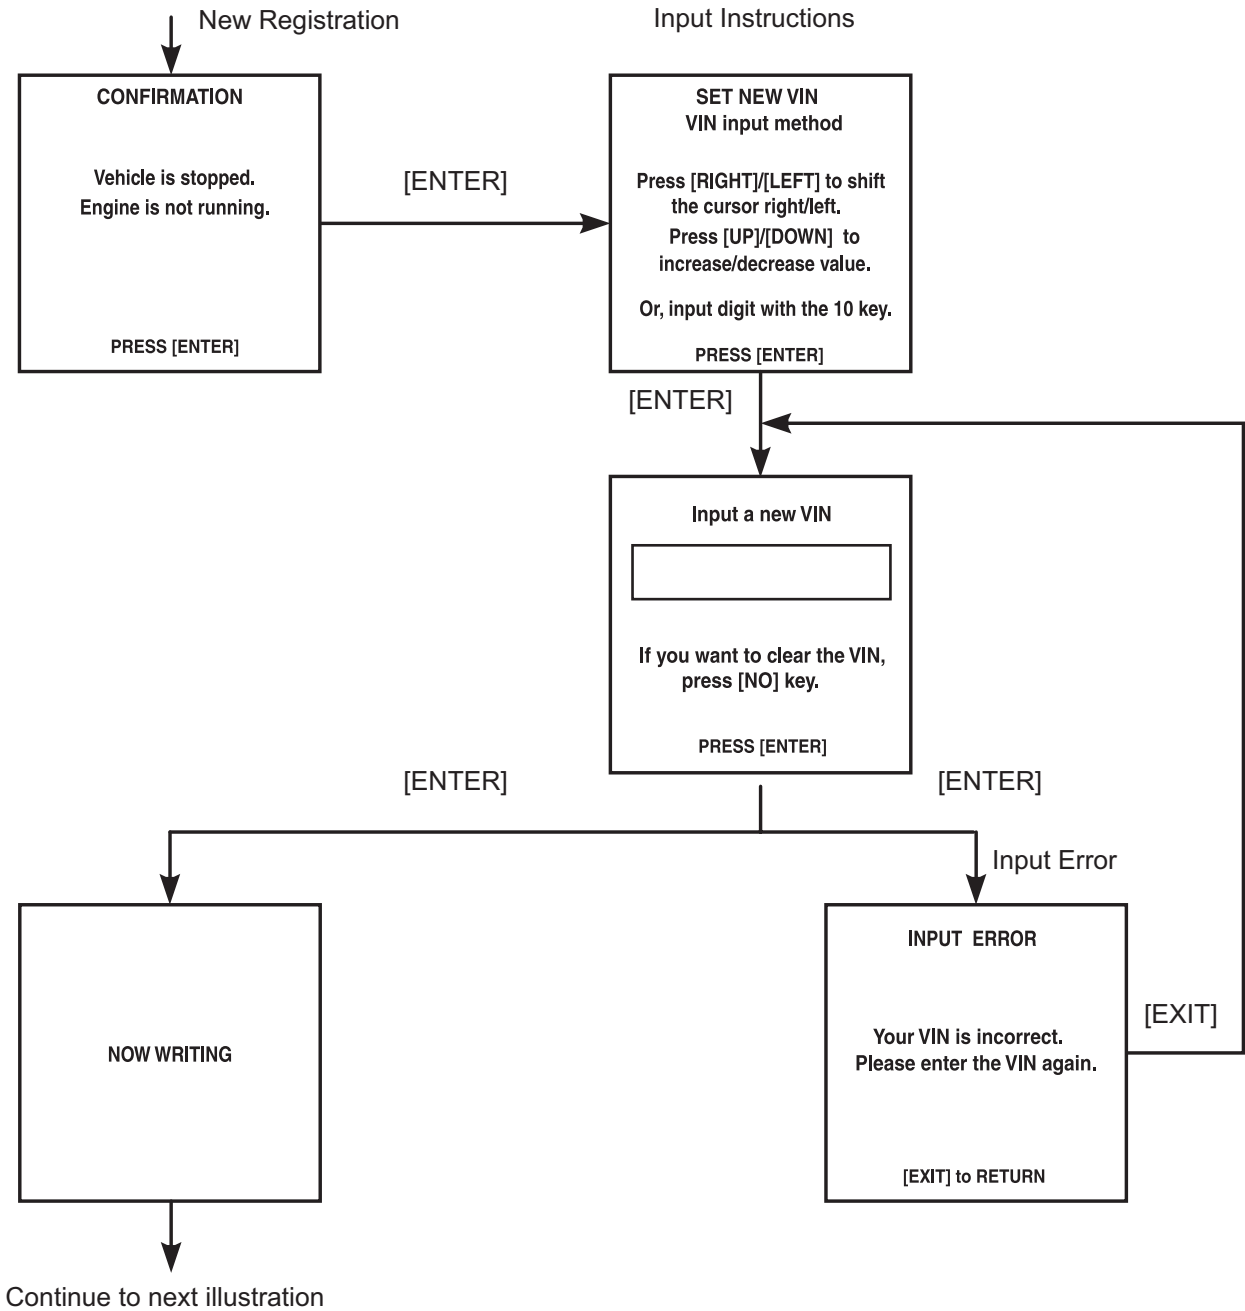 New Registration
Input Instructions
CONFIRMATION
Vehicle is stopped.
Engine is not running.
PRESS [ENTER]
[ENTER]
SET NEW VIN
VIN input method
Press [RIGHT]/[LEFT] to shift
the cursor right/left.
Press [UP]/[DOWN] to
increase/decrease value.
Or, input digit with the 10 key.
PRESS [ENTER]
[ENTER]
Input a new VIN
If you want to clear the VIN,
press [NO] key.
PRESS [ENTER]
[ENTER]
[ENTER]
Input Error
NOW WRITING
INPUT ERROR
Your VIN is incorrect.
Please enter the VIN again.
[EXIT] to RETURN
[EXIT]
Continue to next illustration